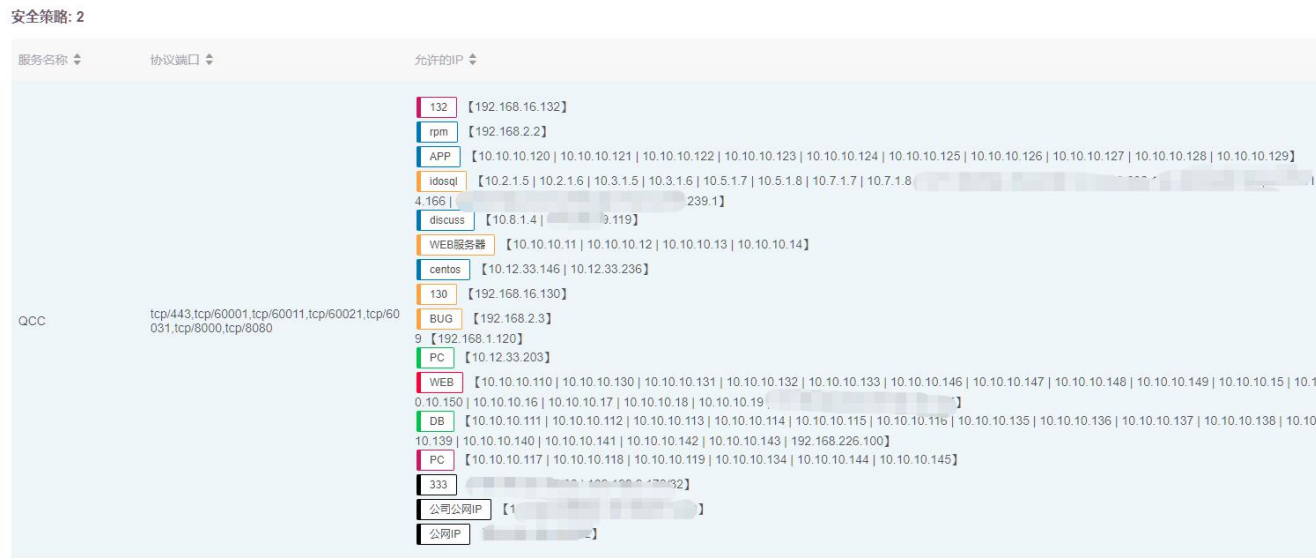 安全策略: 2
服务名称 协议端口 允许的IP
132 【192.168.16.132】
rpm 【192.168.2.2】
APP 【10.10.10.120 | 10.10.10.121 | 10.10.10.122 | 10.10.10.123 | 10.10.10.124 | 10.10.10.125 | 10.10.10.126 | 10.10.10.127 | 10.10.10.128 | 10.10.10.129】
idosql 【10.2.1.5 | 10.2.1.6 | 10.3.1.5 | 10.3.1.6 | 10.5.1.7 | 10.5.1.8 | 10.7.1.7 | 10.7.1.8
4.166 | 239.1】
discuss 【10.8.1.4 | 9.119】
WEB服务器 【10.10.10.11 | 10.10.10.12 | 10.10.10.13 | 10.10.10.14】
centos 【10.12.33.146 | 10.12.33.236】
130 【192.168.16.130】
QCC
tcp/443,tcp/60001,tcp/60011,tcp/60021,tcp/60
031,tcp/8000,tcp/8080
BUG 【192.168.2.3】
9 【192.168.1.120】
PC 【10.12.33.203】
WEB 【10.10.10.110 | 10.10.10.130 | 10.10.10.131 | 10.10.10.132 | 10.10.10.133 | 10.10.10.146 | 10.10.10.147 | 10.10.10.148 | 10.10.10.149 | 10.10.10.15 | 10.1
0.10.150 | 10.10.10.16 | 10.10.10.17 | 10.10.10.18 | 10.10.10.19 】
DB 【10.10.10.111 | 10.10.10.112 | 10.10.10.113 | 10.10.10.114 | 10.10.10.115 | 10.10.10.116 | 10.10.10.135 | 10.10.10.136 | 10.10.10.137 | 10.10.10.138 | 10.10
10.139 | 10.10.10.140 | 10.10.10.141 | 10.10.10.142 | 10.10.10.143 | 192.168.226.100】
PC 【10.10.10.117 | 10.10.10.118 | 10.10.10.119 | 10.10.10.134 | 10.10.10.144 | 10.10.10.145】
333 】
公司公网IP 【1 】
公网IP 】